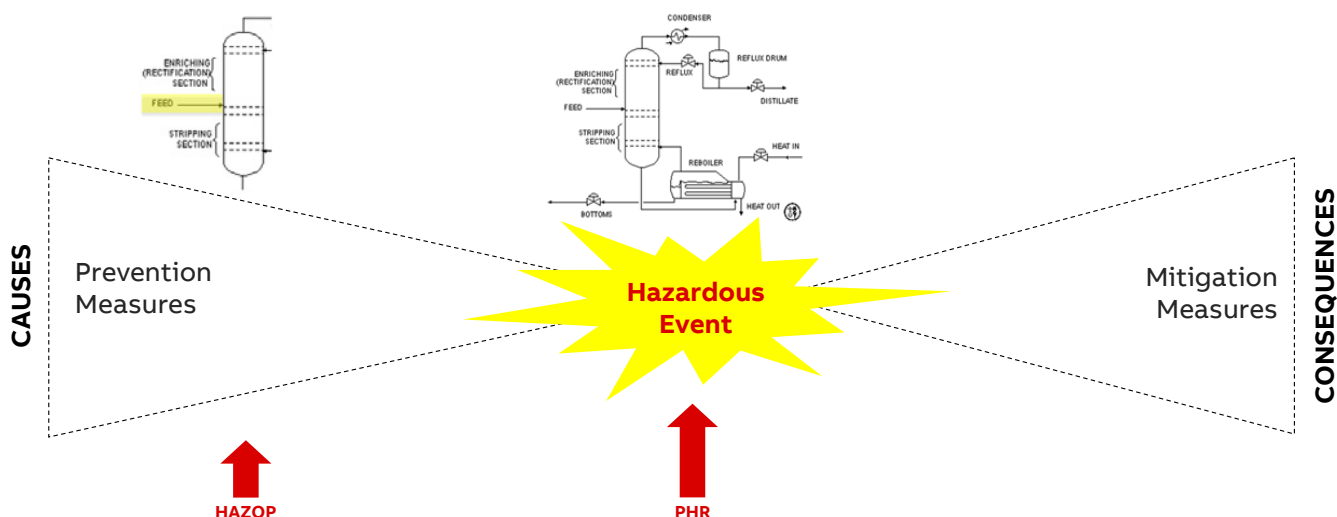 ENRICHING
(RECTIFICATION)
SECTION
FEED
STRIPPING
SECTION
CONDENSER
REFLUX DRUM
ENRICHING
(RECTIFICATION)
SECTION
REFLUX
DISTILLATE
FEED
STRIPPING
SECTION
REBOILER
HEAT IN
BOTTOMS
HEAT OUT
CAUSES
Prevention
Measures
Hazardous
Event
Mitigation
Measures
CONSEQUENCES
HAZOP
PHR